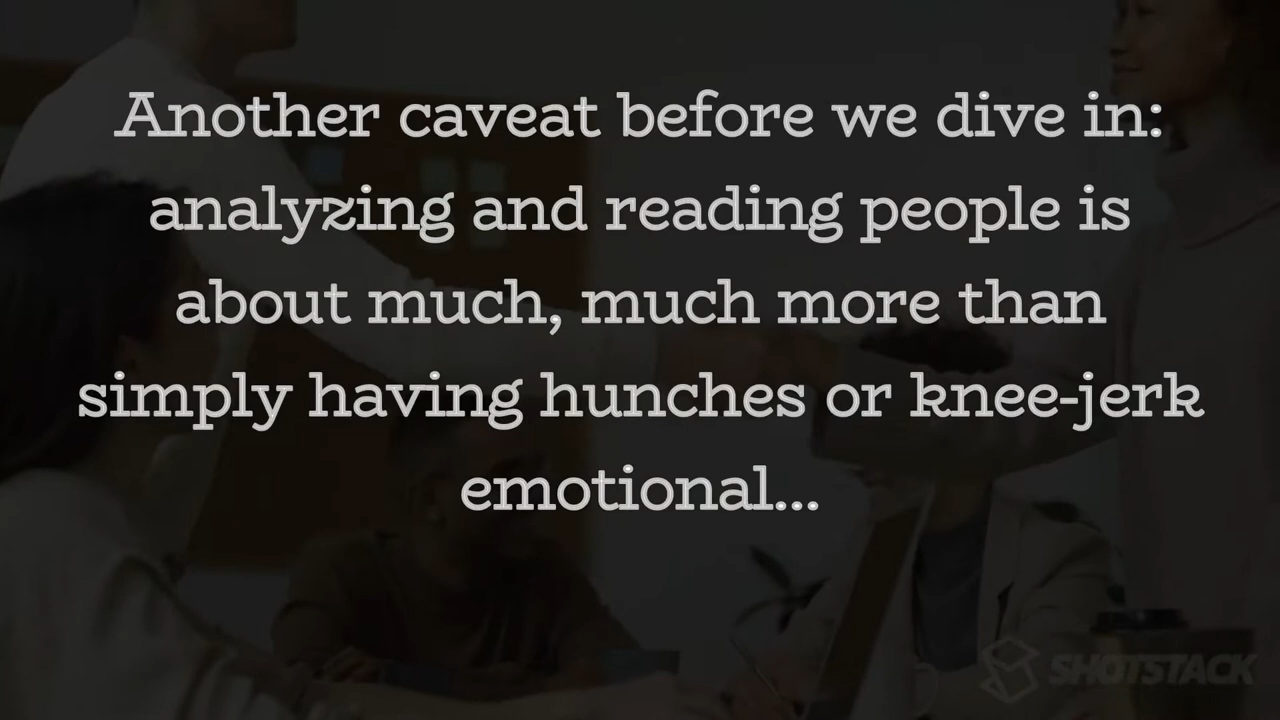 Another caveat before we dive in:
analyzing and reading people is
about much, much more than
simply having hunches or knee-jerk
emotional...
SHOTSTACK